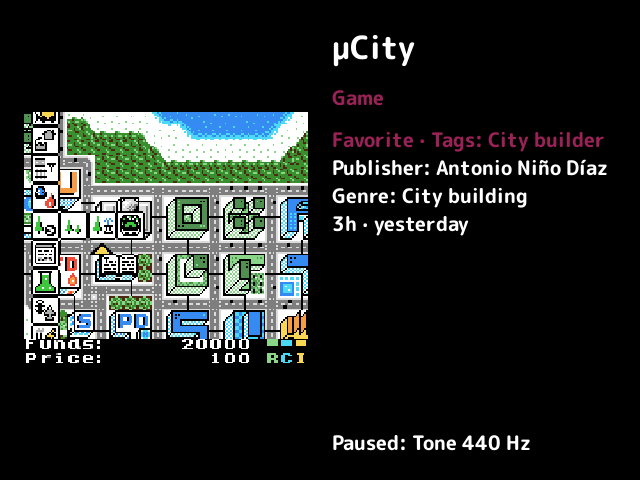 µCity
Game
Favorite · Tags: City builder
Publisher: Antonio Niño Díaz
Genre: City building
3h · yesterday
PD
Funds: 20000
Price: 100 RCI
Paused: Tone 440 Hz